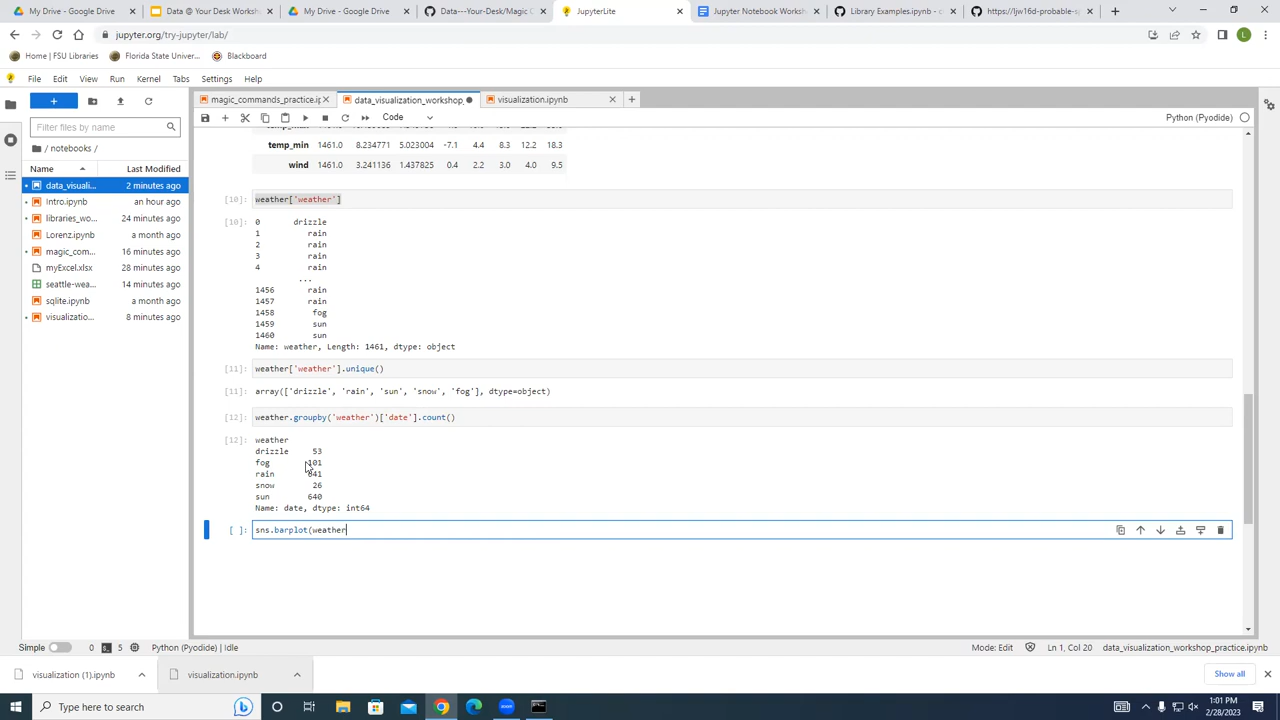 My Drive - Google Drive
Data @ Your Desk Worksh
My Drive - Google Drive
Data---Your-Desk/Magic C
JupyterLite
Jupyter Notebook Worksh
Library Examples.ipynb - c
https://ljw16d-probable-sp
jupyter.org/try-jupyter/lab/
L
Home | FSU Libraries
Florida State Univer...
Blackboard
File Edit View Run Kernel Tabs Settings Help
magic_commands_practice.ip
data_visualization_workshop_
visualization.ipynb
Code
Python (Pyodide)
Filter files by name
/ notebooks /
Name Last Modified
data_visuali... 2 minutes ago
Intro.ipynb an hour ago
libraries_wo... 24 minutes ago
Lorenz.ipynb a month ago
magic_com... 16 minutes ago
myExcel.xlsx 28 minutes ago
seattle-wea... 14 minutes ago
sqlite.ipynb a month ago
visualizatio... 8 minutes ago
temp_min 1461.0 8.234771 5.023004 -7.1 4.4 8.3 12.2 18.3
wind 1461.0 3.241136 1.437825 0.4 2.2 3.0 4.0 9.5
[10]: weather['weather']
[10]: 0 drizzle
1 rain
2 rain
3 rain
4 rain
...
1456 rain
1457 rain
1458 fog
1459 sun
1460 sun
Name: weather, Length: 1461, dtype: object
[11]: weather['weather'].unique()
[11]: array(['drizzle', 'rain', 'sun', 'snow', 'fog'], dtype=object)
[12]: weather.groupby('weather')['date'].count()
[12]: weather
drizzle 53
fog 101
rain 641
snow 26
sun 640
Name: date, dtype: int64
[ ]: sns.barplot(weather
Simple 0 5 Python (Pyodide) | Idle
Mode: Edit Ln 1, Col 20 data_visualization_workshop_practice.ipynb
visualization (1).ipynb
visualization.ipynb
Show all
Type here to search
zoom
1:01 PM
2/28/2023